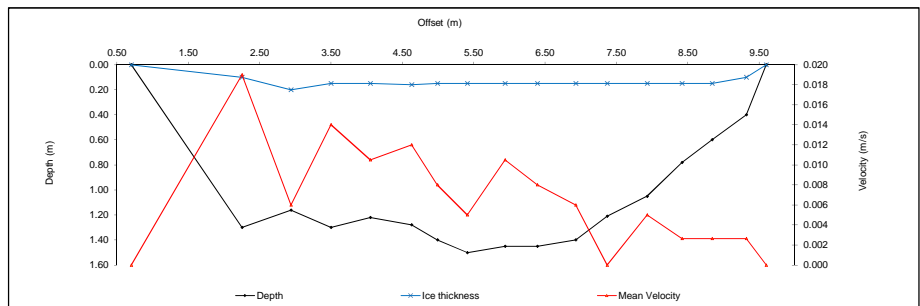 Offset (m)
0.50 1.50 2.50 3.50 4.50 5.50 6.50 7.50 8.50 9.50
0.00 0.020
0.018
0.20 0.016
0.40 0.014
0.60 0.012
0.80 0.010
1.00 0.008
0.006
1.20 0.004
1.40 0.002
1.60 0.000
Depth (m)
Velocity (m/s)
Depth Ice thickness Mean Velocity